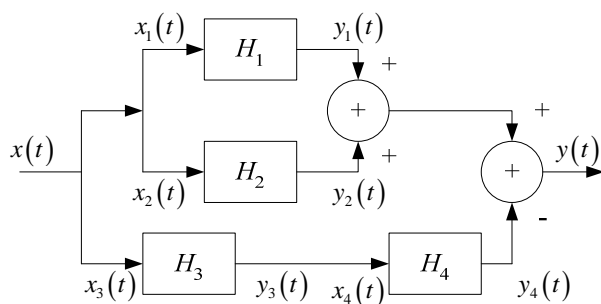 x₁(t)
H₁
y₁(t)
+
+
+
x(t)
+
y(t)
+
x₂(t)
H₂
y₂(t)
-
H₃
H₄
x₃(t)
y₃(t)
x₄(t)
y₄(t)